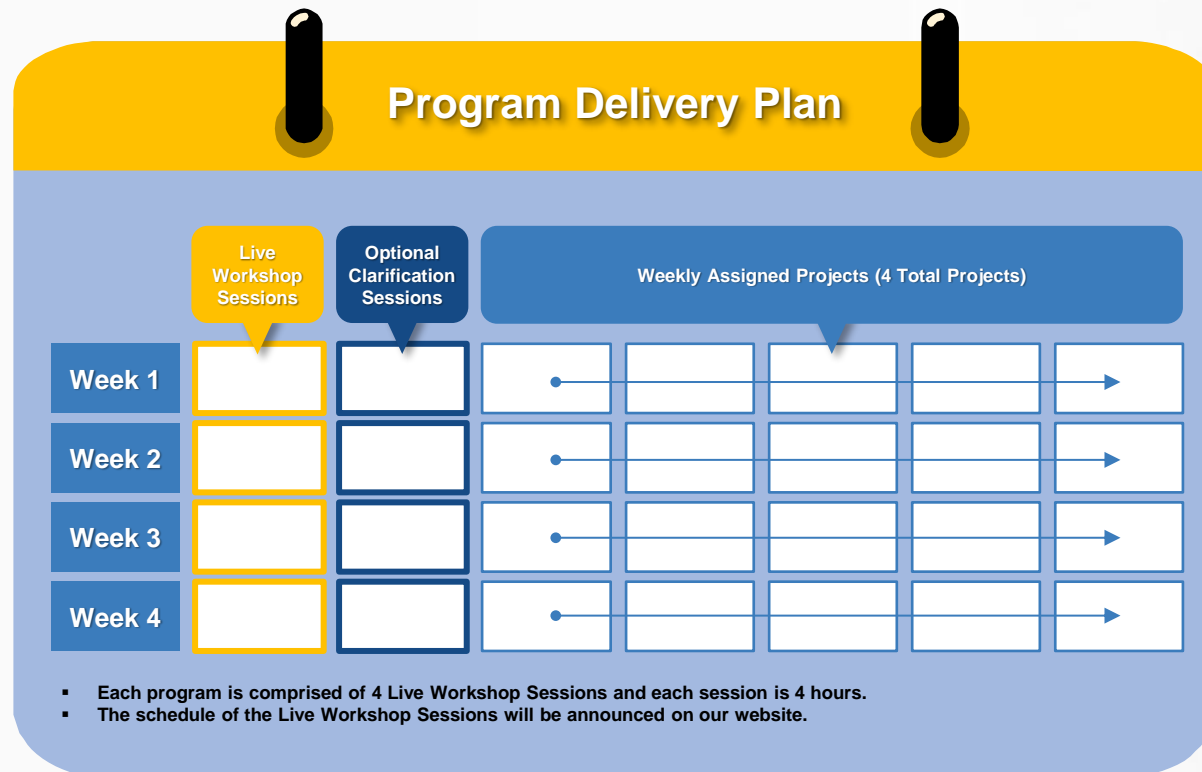 Program Delivery Plan
Live
Workshop
Sessions
Optional
Clarification
Sessions
Weekly Assigned Projects (4 Total Projects)
Week 1
Week 2
Week 3
Week 4
▪ Each program is comprised of 4 Live Workshop Sessions and each session is 4 hours.
▪ The schedule of the Live Workshop Sessions will be announced on our website.